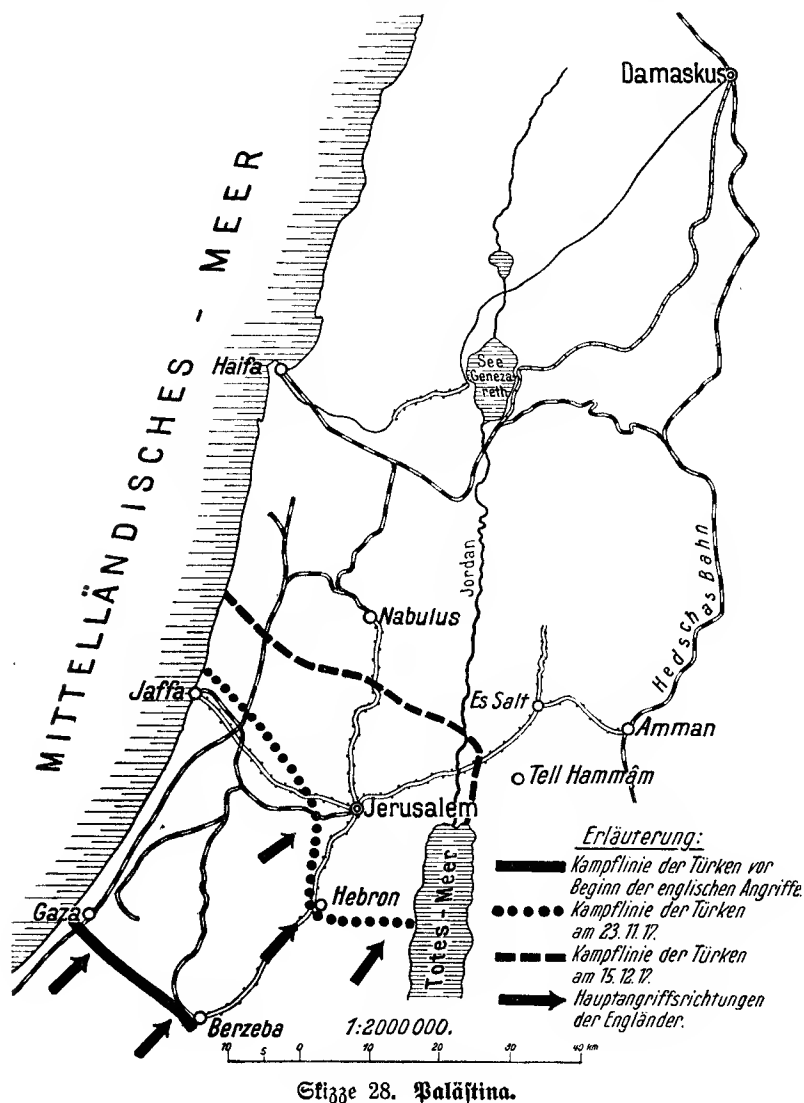 Damaskus
MITTELLÄNDISCHES - MEER
Haifa
See
Geneza-
reth
Jordan
Hedschas Bahn
Nabulus
Jaffa
Es Salt
Amman
Tell Hammâm
Jerusalem
Totes - Meer
Hebron
Gaza
Berzeba
Erläuterung:
Kampflinie der Türken vor
Beginn der englischen Angriffe.
Kampflinie der Türken
am 23.11.17.
Kampflinie der Türken
am 15.12.17.
Hauptangriffsrichtungen
der Engländer.
1:2000000.
10 5 0 10 20 30 40 km
Skizze 28. Palästina.